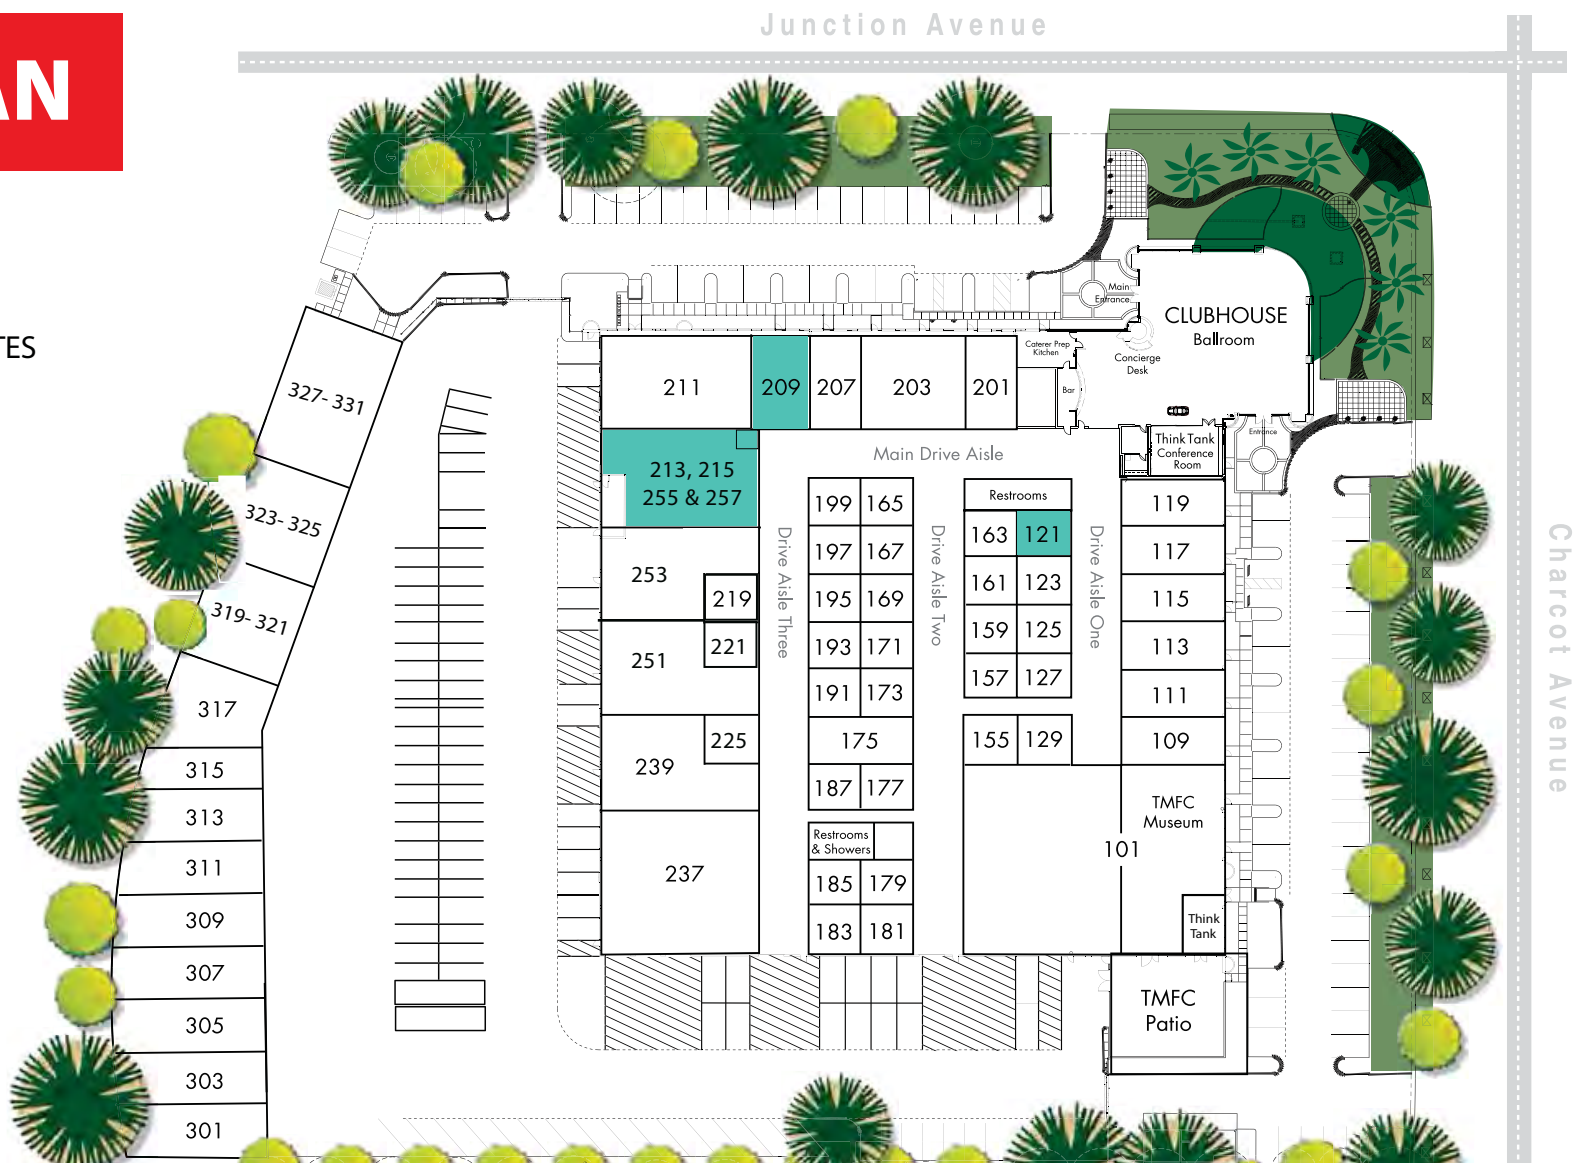 Junction Avenue
AN
TES
Charcot Avenue
Main
Entrance
CLUBHOUSE
Ballroom
Concierge
Desk
Caterer Prep
Kitchen
Bar
Entrance
Think Tank
Conference
Room
211
209
207
203
201
Main Drive Aisle
213, 215
255 & 257
253
219
221
251
225
239
237
Drive Aisle Three
199 165
197 167
195 169
193 171
191 173
175
187 177
Restrooms
& Showers
185 179
183 181
Drive Aisle Two
Restrooms
163 121
161 123
159 125
157 127
155 129
Drive Aisle One
119
117
115
113
111
109
TMFC
Museum
101
Think
Tank
TMFC
Patio
327-331
323-325
319-321
317
315
313
311
309
307
305
303
301